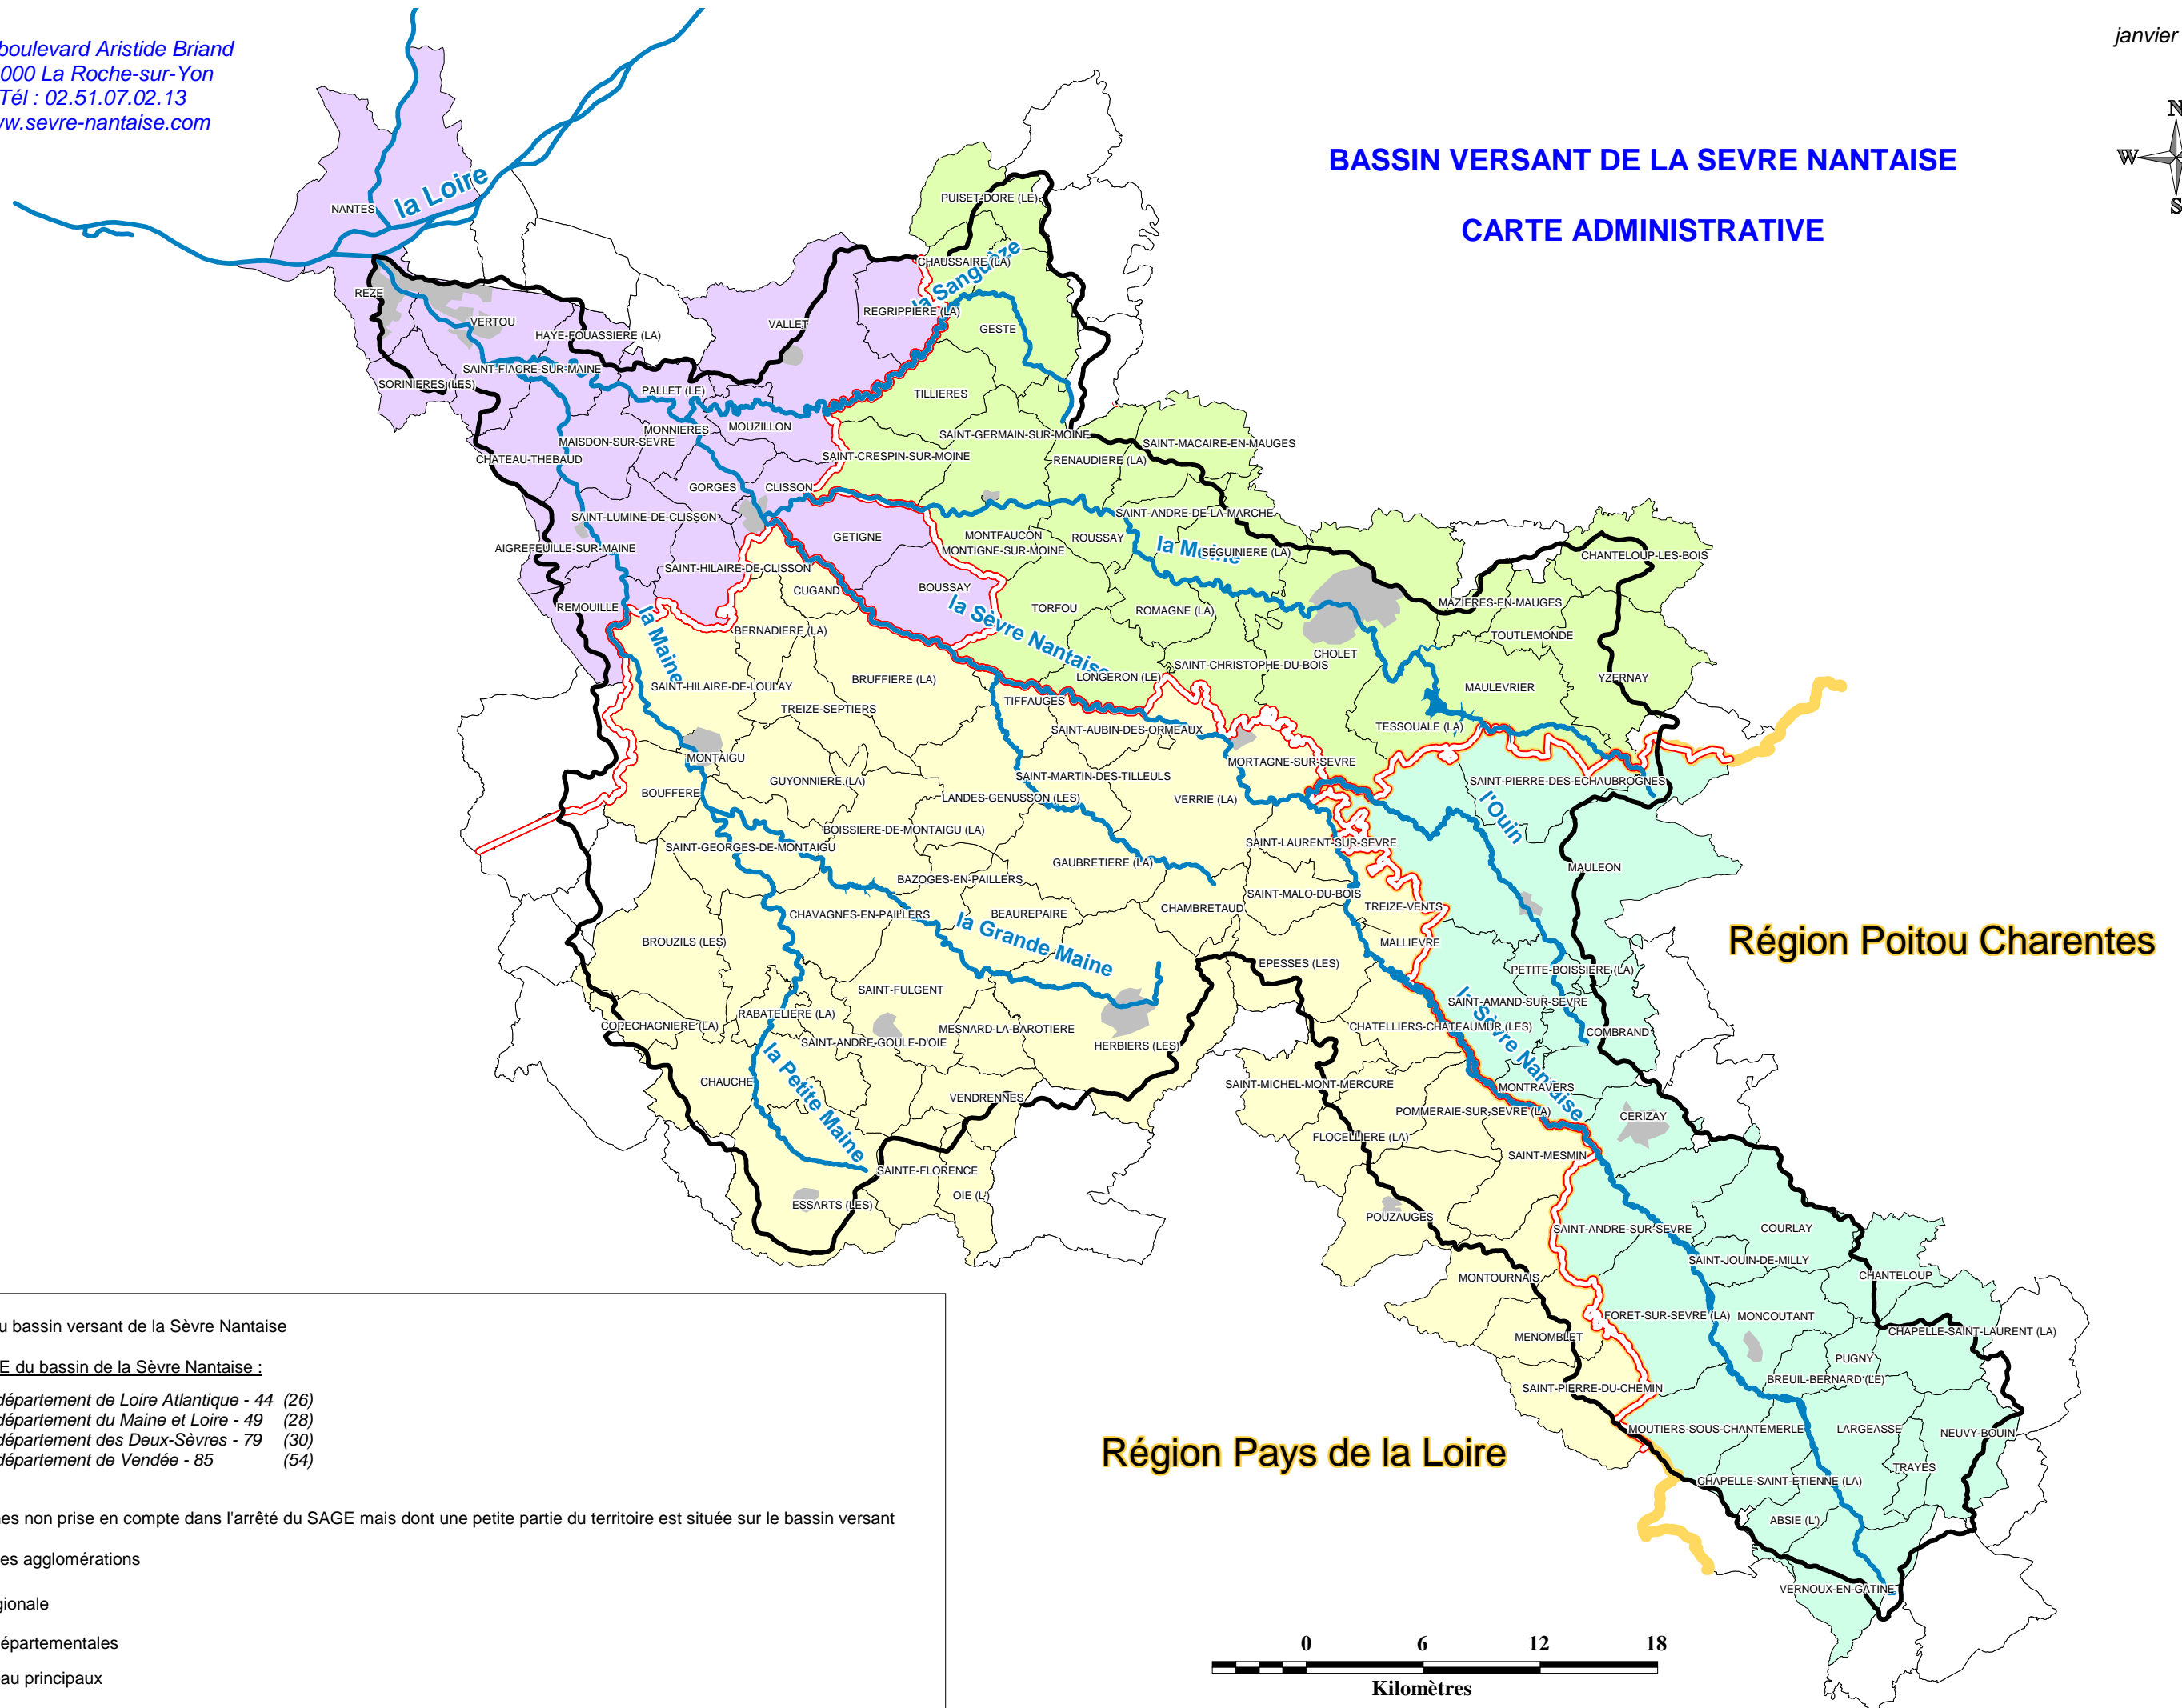 boulevard Aristide Briand
000 La Roche-sur-Yon
Tél : 02.51.07.02.13
w.sevre-nantaise.com
janvier
N
W
S
BASSIN VERSANT DE LA SEVRE NANTAISE
CARTE ADMINISTRATIVE
la Loire
NANTES
PUISET-DORE (LE)
CHAUSSAIRE (LA)
la Sanguèze
REZE
VERTOU
VALLET
REGRIPPIERE (LA)
GESTE
HAYE-FOUASSIERE (LA)
SAINT-FIACRE-SUR-MAINE
SORINIERES (LES)
PALLET (LE)
TILLIERES
MONNIERES
MOUZILLON
MAISDON-SUR-SEVRE
SAINT-GERMAIN-SUR-MOINE
SAINT-MACAIRE-EN-MAUGES
CHATEAU-THEBAUD
SAINT-CRESPIN-SUR-MOINE
RENAUDIERE (LA)
GORGES
CLISSON
SAINT-LUMINE-DE-CLISSON
SAINT-ANDRE-DE-LA-MARCHE
GETIGNE
MONTFAUCON
ROUSSAY
MONTIGNE-SUR-MOINE
la Moine
SEGUINIERE (LA)
CHANTELOUP-LES-BOIS
AIGREFEUILLE-SUR-MAINE
SAINT-HILAIRE-DE-CLISSON
CUGAND
BOUSSAY
REMOUILLE
la Maine
la Sèvre Nantaise
TORFOU
ROMAGNE (LA)
MAZIERES-EN-MAUGES
BERNADIERE (LA)
TOUTLEMONDE
CHOLET
SAINT-CHRISTOPHE-DU-BOIS
LONGERON (LE)
SAINT-HILAIRE-DE-LOULAY
BRUFFIERE (LA)
YZERNAY
MAULEVRIER
TREIZE-SEPTIERS
TIFFAUGES
TESSOUALE (LA)
SAINT-AUBIN-DES-ORMEAUX
MONTAIGU
MORTAGNE-SUR-SEVRE
GUYONNIERE (LA)
SAINT-MARTIN-DES-TILLEULS
SAINT-PIERRE-DES-ECHAUBROGNES
BOUFFERE
LANDES-GENUSSON (LES)
VERRIE (LA)
l'Ouin
BOISSIERE-DE-MONTAIGU (LA)
SAINT-GEORGES-DE-MONTAIGU
SAINT-LAURENT-SUR-SEVRE
GAUBRETIERE (LA)
MAULEON
BAZOGES-EN-PAILLERS
SAINT-MALO-DU-BOIS
CHAVAGNES-EN-PAILLERS
BEAUREPAIRE
CHAMBRETAUD
TREIZE-VENTS
la Grande Maine
BROUZILS (LES)
MALLIEVRE
Région Poitou Charentes
EPESSES (LES)
PETITE-BOISSIERE (LA)
SAINT-FULGENT
SAINT-AMAND-SUR-SEVRE
la Sèvre Nantaise
COPECHAGNIERE (LA)
RABATELIERE (LA)
MESNARD-LA-BAROTIERE
CHATELLIERS-CHATEAUMUR (LES)
COMBRAND
SAINT-ANDRE-GOULE-D'OIE
HERBIERS (LES)
la Petite Maine
CHAUCHE
SAINT-MICHEL-MONT-MERCURE
MONTRAVERS
VENDRENNES
POMMERAIE-SUR-SEVRE (LA)
CERIZAY
FLOCELLIERE (LA)
SAINT-MESMIN
SAINTE-FLORENCE
OIE (L')
ESSARTS (LES)
POUZAUGES
SAINT-ANDRE-SUR-SEVRE
COURLAY
SAINT-JOUIN-DE-MILLY
MONTOURNAIS
CHANTELOUP
FORET-SUR-SEVRE (LA)
MONCOUTANT
CHAPELLE-SAINT-LAURENT (LA)
MENOMBLET
PUGNY
BREUIL-BERNARD (LE)
SAINT-PIERRE-DU-CHEMIN
MOUTIERS-SOUS-CHANTEMERLE
LARGEASSE
NEUVY-BOUIN
Région Pays de la Loire
TRAYES
CHAPELLE-SAINT-ETIENNE (LA)
ABSIE (L')
VERNOUX-EN-GATINE
u bassin versant de la Sèvre Nantaise
E du bassin de la Sèvre Nantaise :
département de Loire Atlantique - 44 (26)
département du Maine et Loire - 49 (28)
département des Deux-Sèvres - 79 (30)
département de Vendée - 85 (54)
es non prise en compte dans l'arrêté du SAGE mais dont une petite partie du territoire est située sur le bassin versant
es agglomérations
gionale
épartementales
au principaux
0 6 12 18
Kilomètres